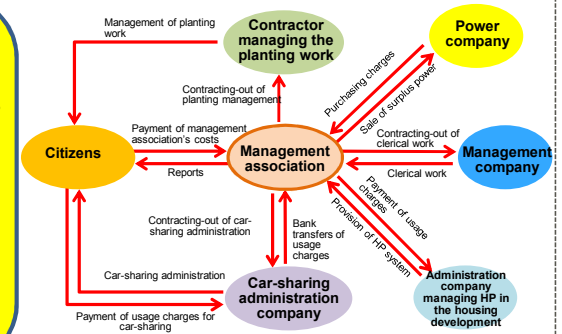 Management of planting
work
Contractor
managing the
planting work
Power
company
Contracting-out of
planting management
Purchasing charges
Sale of surplus power
Citizens
Payment of management
association's costs
Reports
Management
association
Contracting-out of
clerical work
Clerical work
Management
company
Contracting-out of car-
sharing administration
Bank
transfers of
usage
charges
Payment of usage
charges
Provision of HP system
Car-sharing administration
Payment of usage charges for
car-sharing
Car-sharing
administration
company
Administration
company
managing HP in
the housing
development